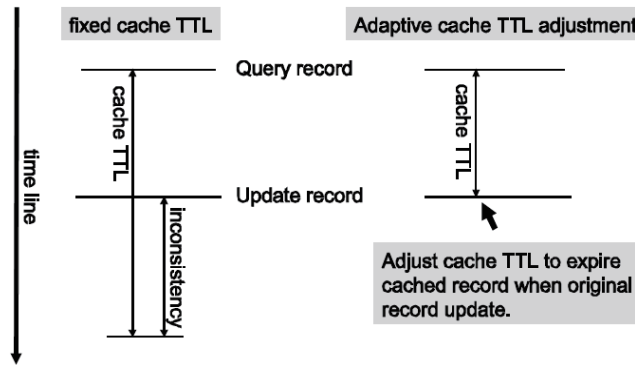 fixed cache TTL
Adaptive cache TTL adjustment
Query record
cache TTL
cache TTL
time line
Update record
inconsistency
Adjust cache TTL to expire
cached record when original
record update.